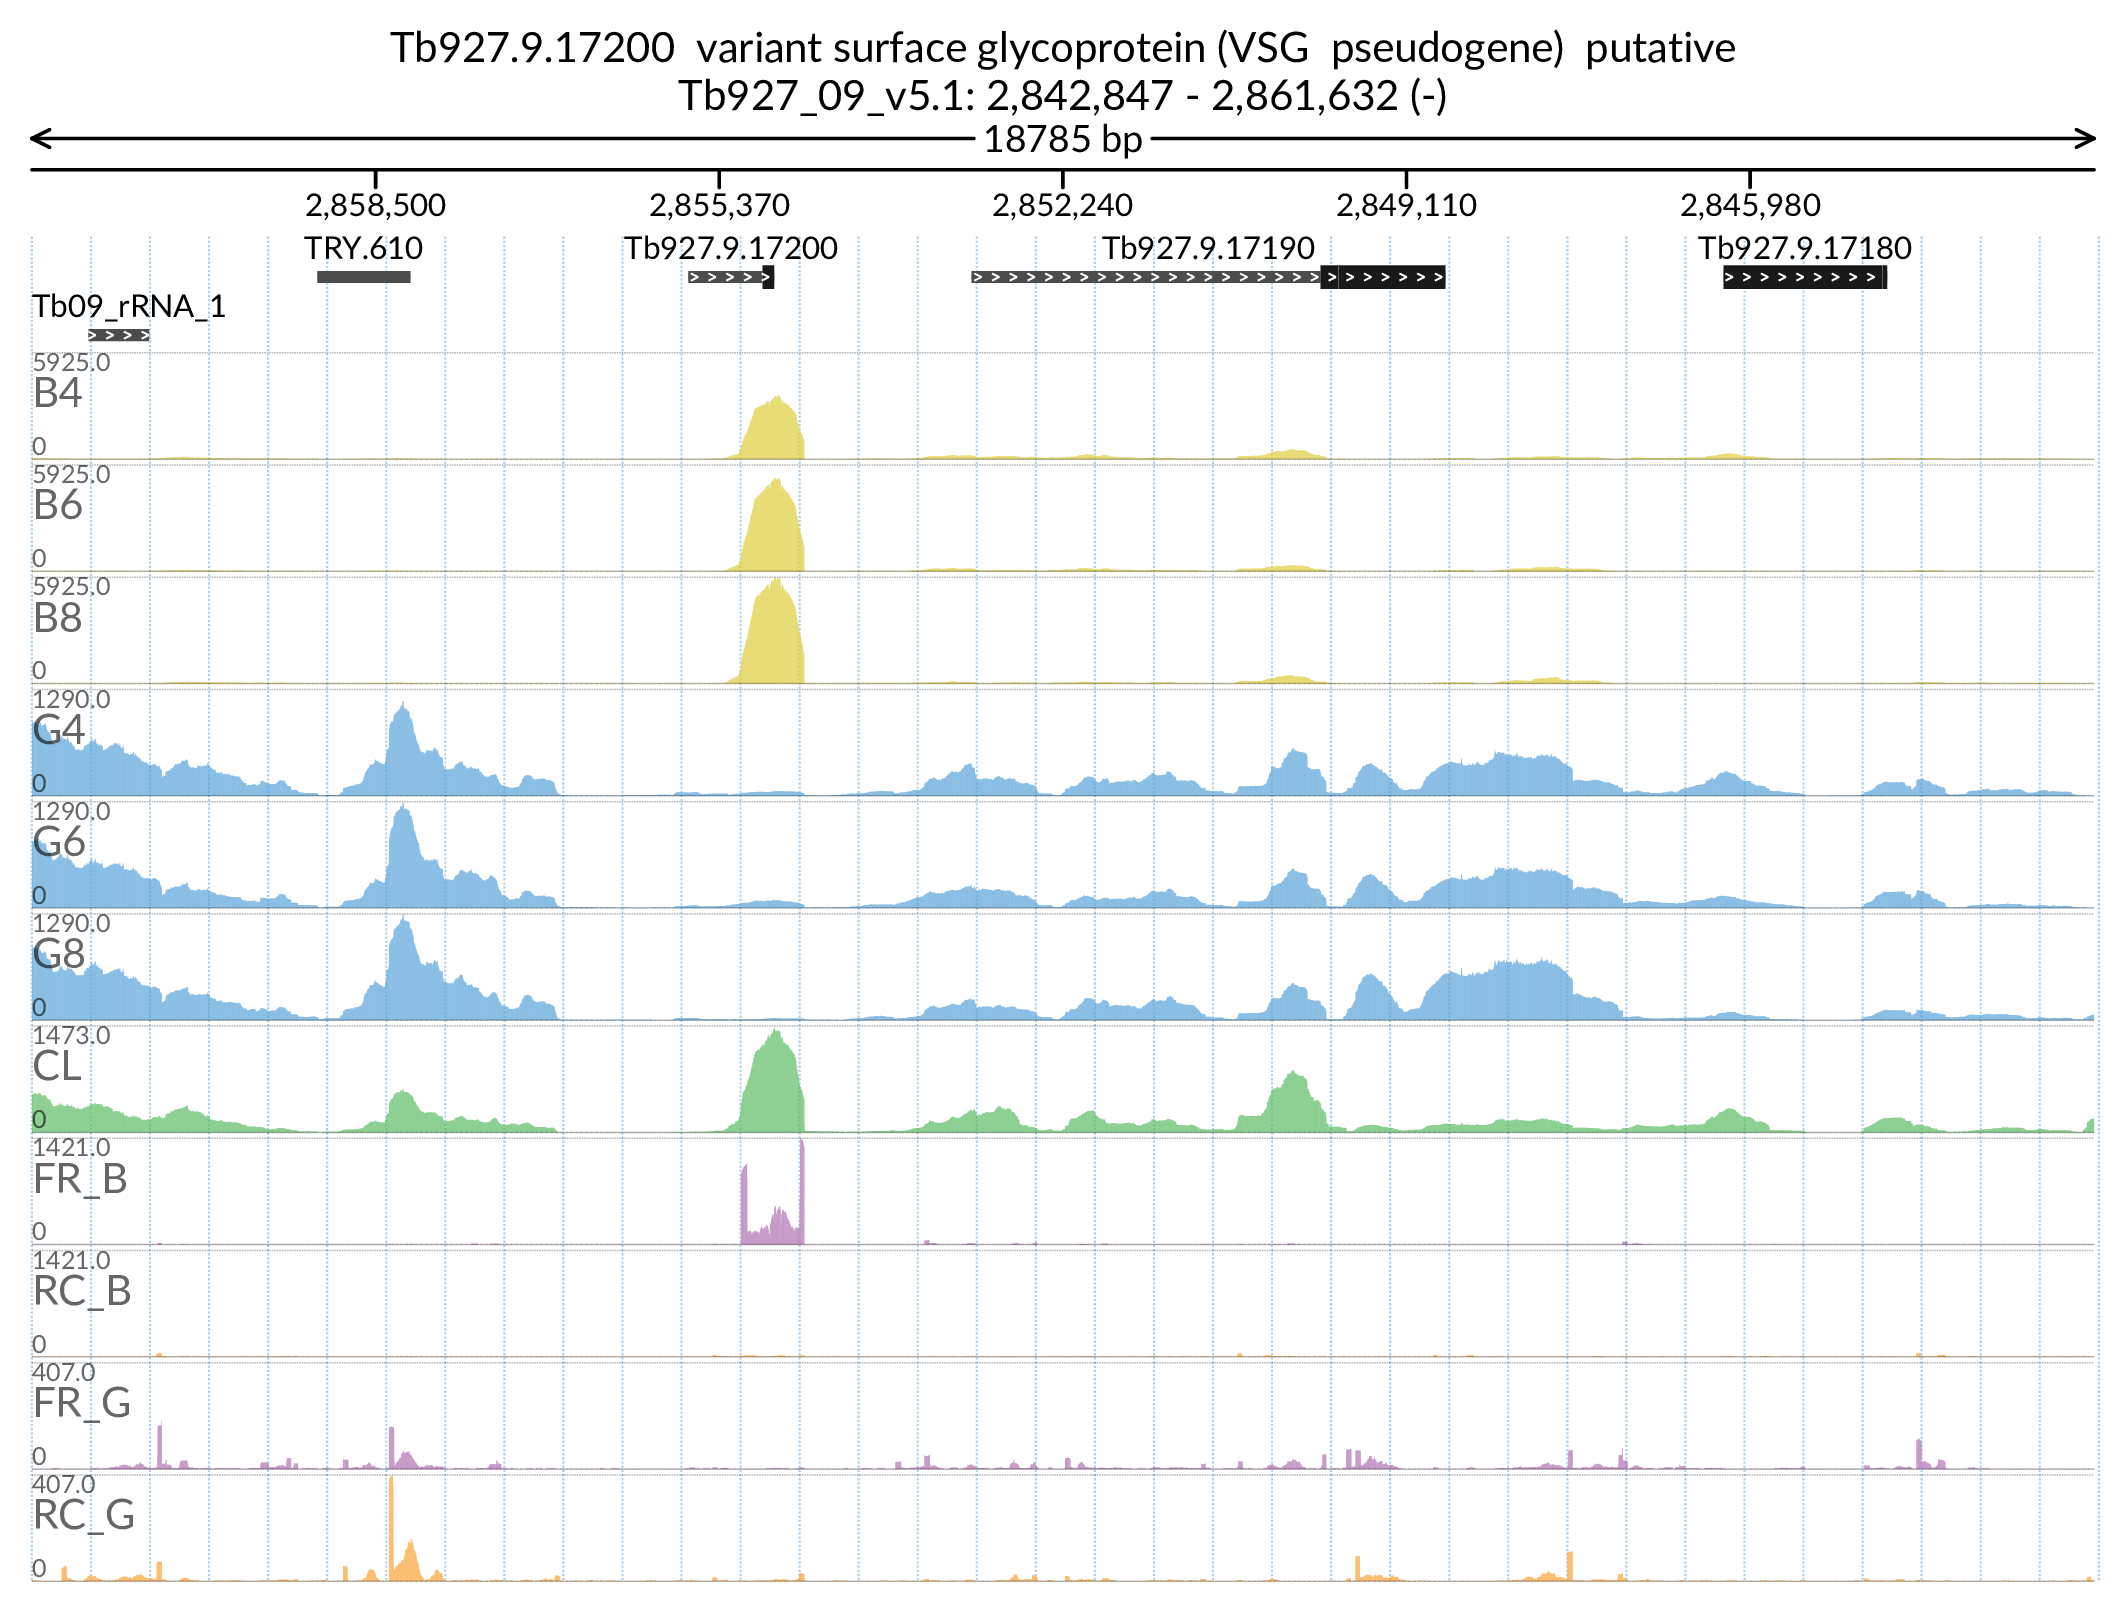 Tb927.9.17200 variant surface glycoprotein (VSG pseudogene) putative
Tb927_09_v5.1: 2,842,847 - 2,861,632 (-)
18785 bp
2,858,500 2,855,370 2,852,240 2,849,110 2,845,980
TRY.610 Tb927.9.17200 Tb927.9.17190 Tb927.9.17180
Tb09_rRNA_1
5925.0
B4
0
5925.0
B6
0
5925.0
B8
0
1290.0
G4
0
1290.0
G6
0
1290.0
G8
0
1473.0
CL
0
1421.0
FR_B
0
1421.0
RC_B
0
407.0
FR_G
0
407.0
RC_G
0